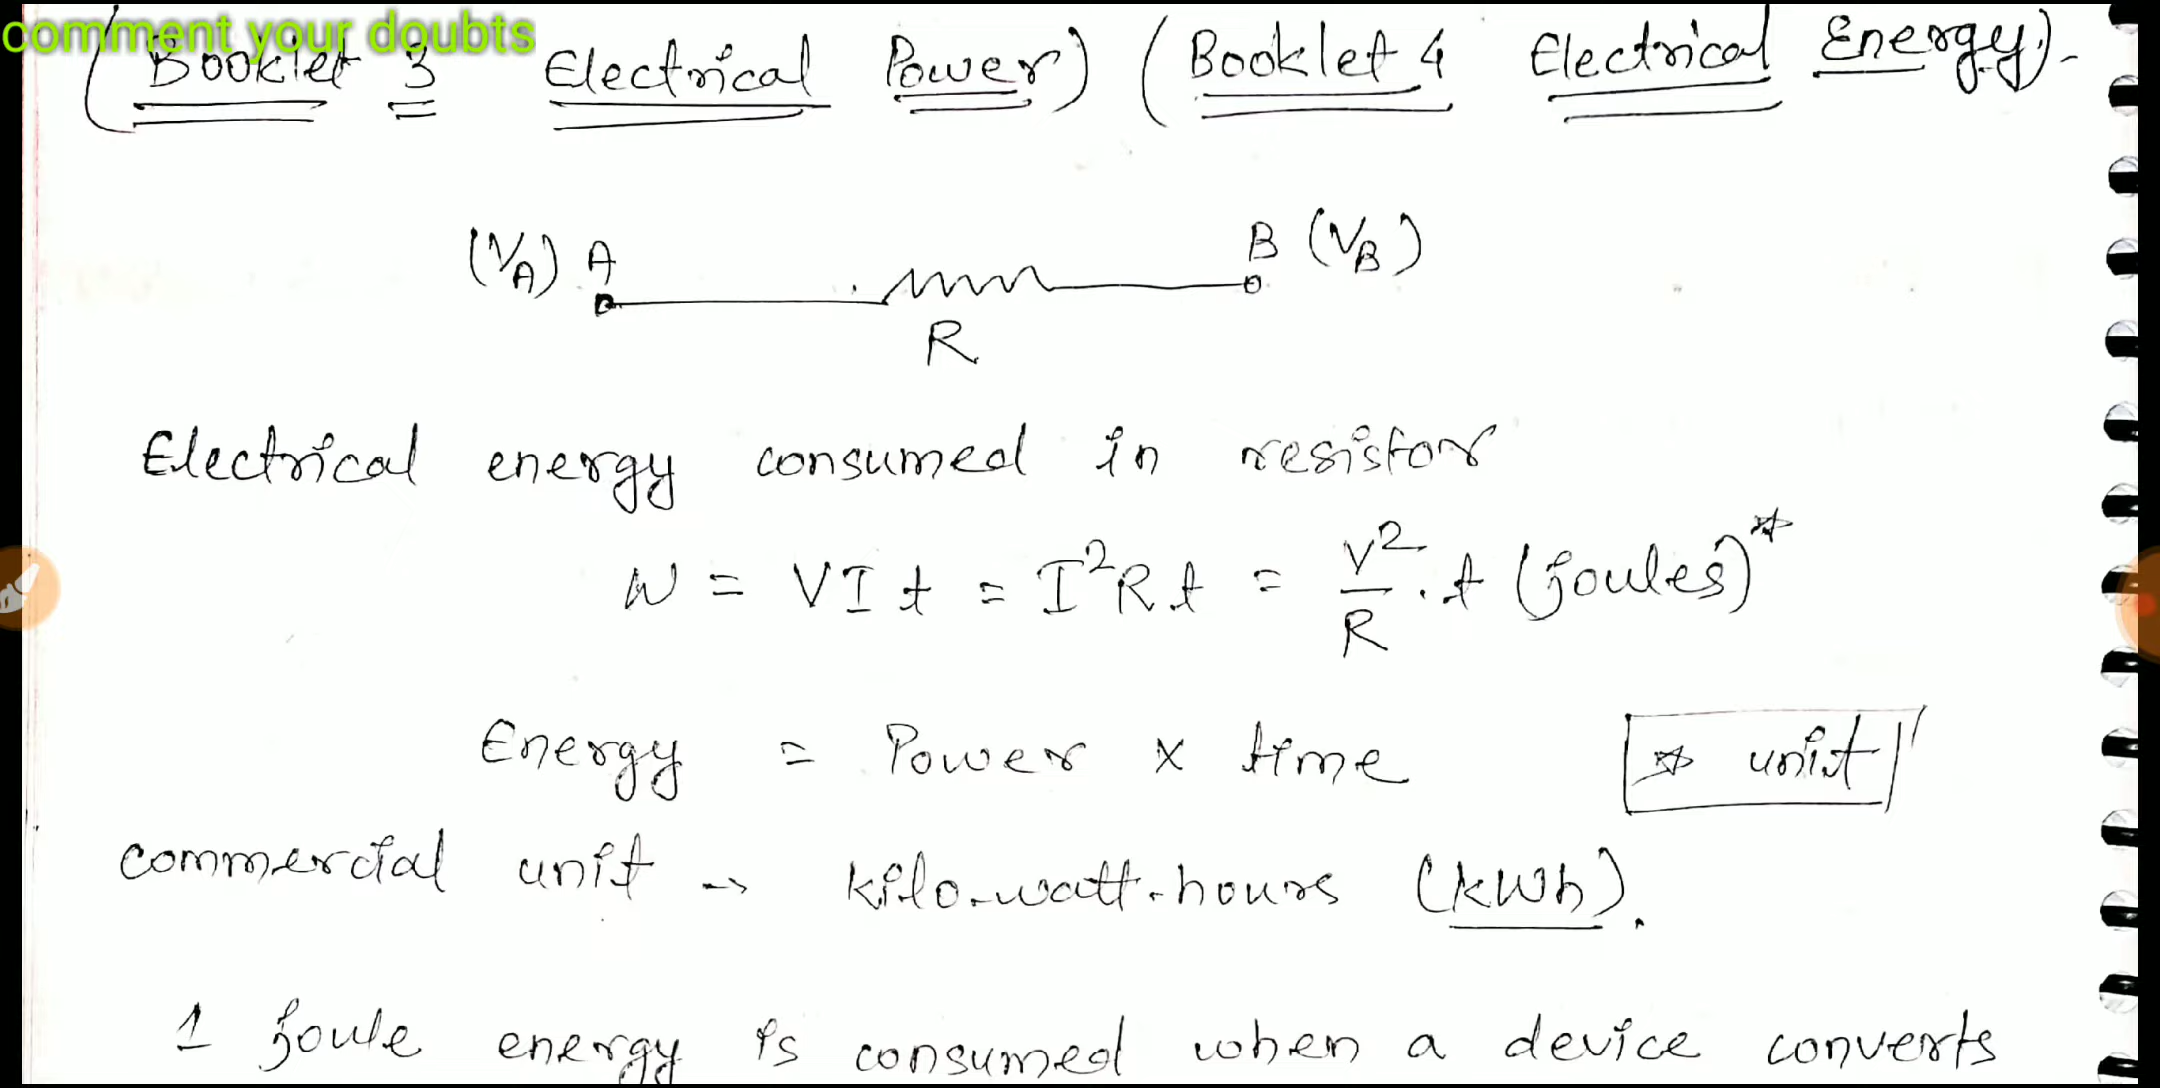 comment your doubts
(Booklet 3 Electrical Power) (Booklet 4 Electrical Energy).
(VA) A B (VB)
R
Electrical energy consumed in resistor
W = VIt = I²Rt = V²/R . t (joules)*
Energy = Power × time * unit
commercial unit → kilo-watt-hours (kWh).
1 joule energy is consumed when a device converts